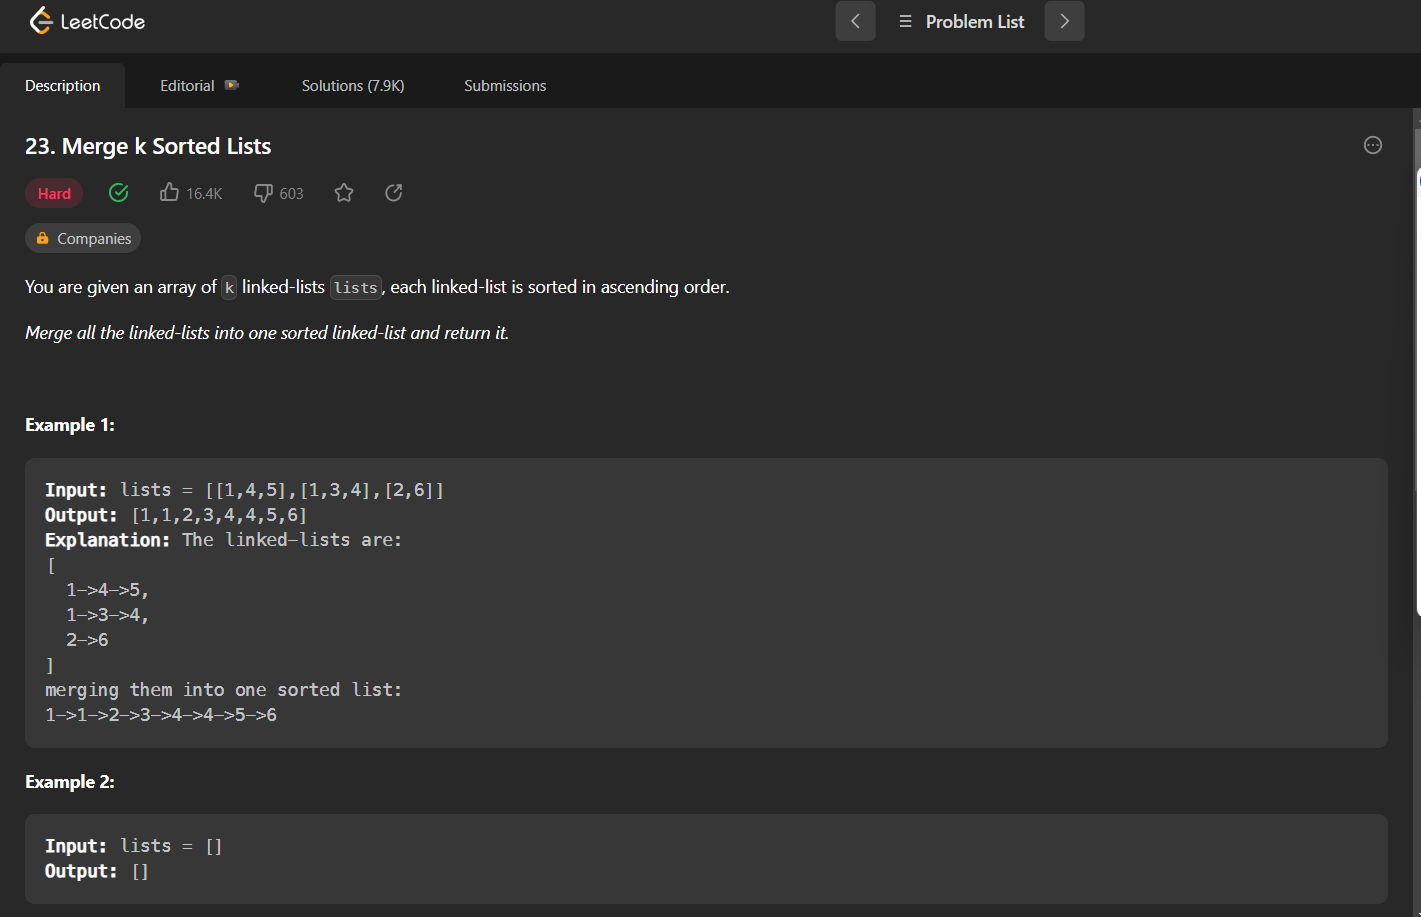 LeetCode
Problem List
Description
Editorial
Solutions (7.9K)
Submissions
23. Merge k Sorted Lists
Hard
16.4K
603
Companies
You are given an array of k linked-lists lists, each linked-list is sorted in ascending order.
Merge all the linked-lists into one sorted linked-list and return it.
Example 1:
Input: lists = [[1,4,5],[1,3,4],[2,6]]
Output: [1,1,2,3,4,4,5,6]
Explanation: The linked-lists are:
[
1->4->5,
1->3->4,
2->6
]
merging them into one sorted list:
1->1->2->3->4->4->5->6
Example 2:
Input: lists = []
Output: []